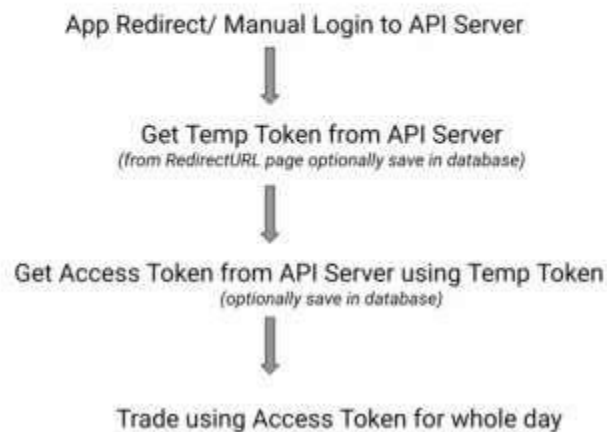 App Redirect/ Manual Login to API Server
Get Temp Token from API Server
(from RedirectURL page optionally save in database)
Get Access Token from API Server using Temp Token
(optionally save in database)
Trade using Access Token for whole day